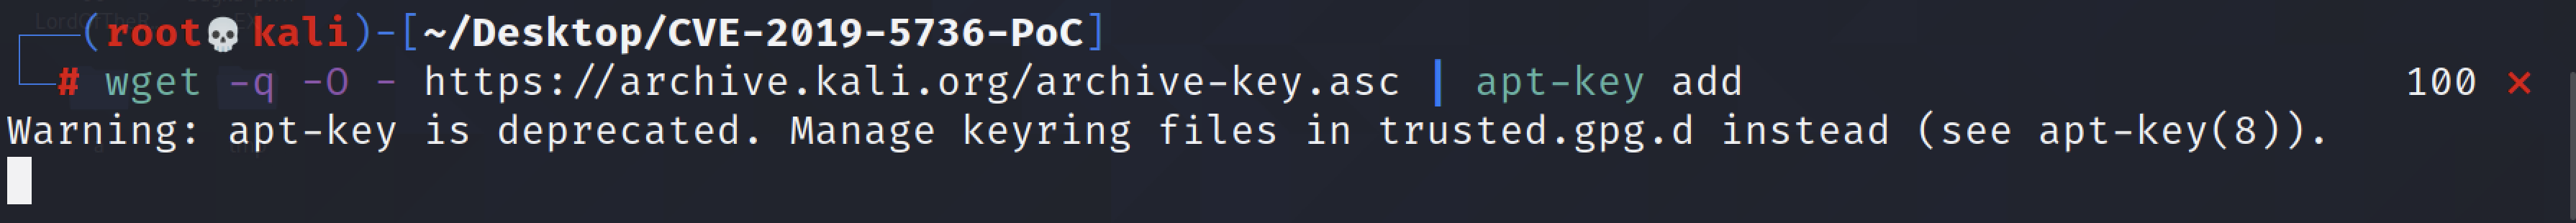 (root💀kali)-[~/Desktop/CVE-2019-5736-PoC]
# wget -q -O - https://archive.kali.org/archive-key.asc | apt-key add 100 ⨯
Warning: apt-key is deprecated. Manage keyring files in trusted.gpg.d instead (see apt-key(8)).